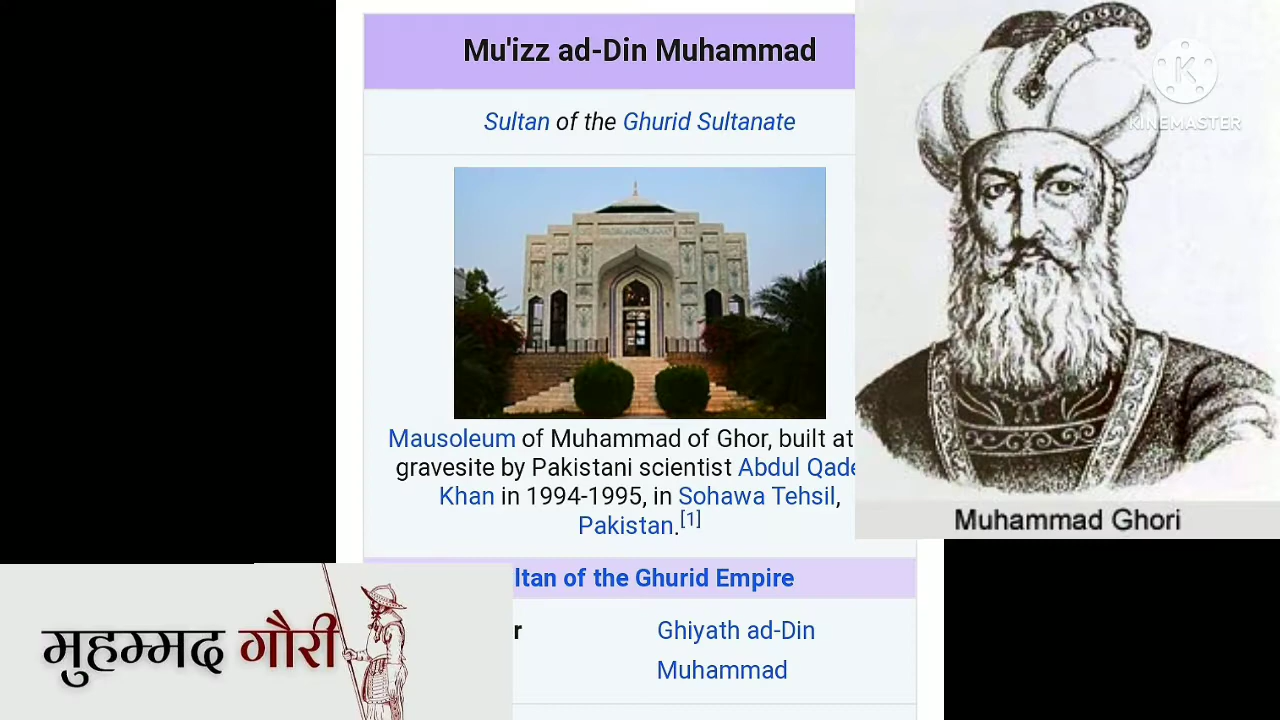 Mu'izz ad-Din Muhammad
Sultan of the Ghurid Sultanate
KINEMASTER
Mausoleum of Muhammad of Ghor, built at
gravesite by Pakistani scientist Abdul Qade
Khan in 1994-1995, in Sohawa Tehsil,
Pakistan.[1]
Muhammad Ghori
ltan of the Ghurid Empire
मुहम्मद गौरी
r Ghiyath ad-Din
Muhammad